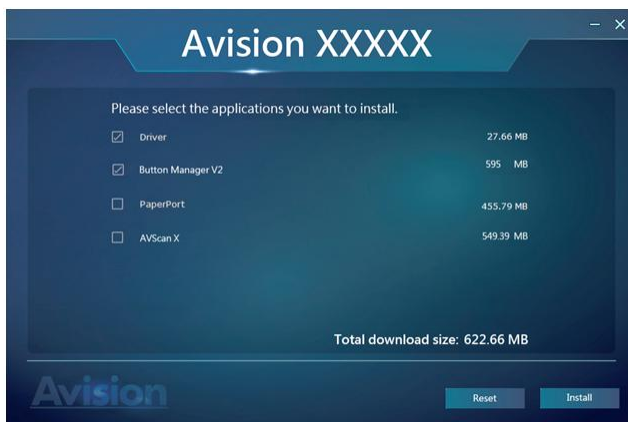 Avision XXXXX
Please select the applications you want to install.
Driver 27.66 MB
Button Manager V2 595 MB
PaperPort 455.79 MB
AVScan X 549.39 MB
Total download size: 622.66 MB
Avision
Reset Install